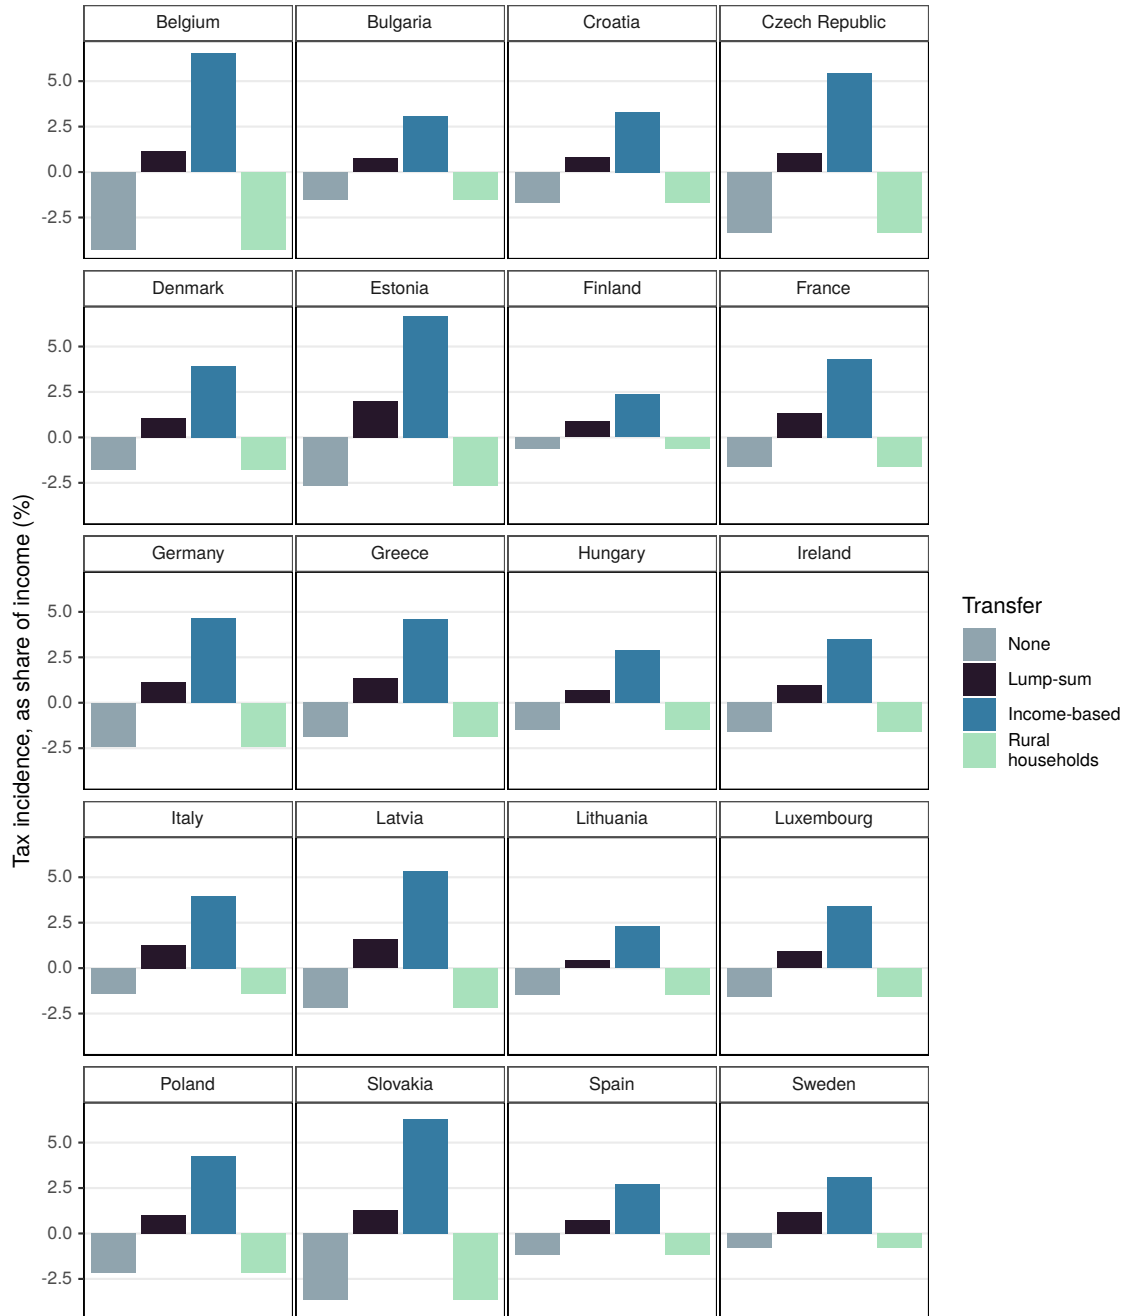 Belgium
Bulgaria
Croatia
Czech Republic
5.0
2.5
0.0
-2.5
Denmark
Estonia
Finland
France
5.0
2.5
0.0
-2.5
Germany
Greece
Hungary
Ireland
5.0
2.5
0.0
-2.5
Italy
Latvia
Lithuania
Luxembourg
5.0
2.5
0.0
-2.5
Poland
Slovakia
Spain
Sweden
5.0
2.5
0.0
-2.5
Tax incidence, as share of income (%)
Transfer
None
Lump-sum
Income-based
Rural
households